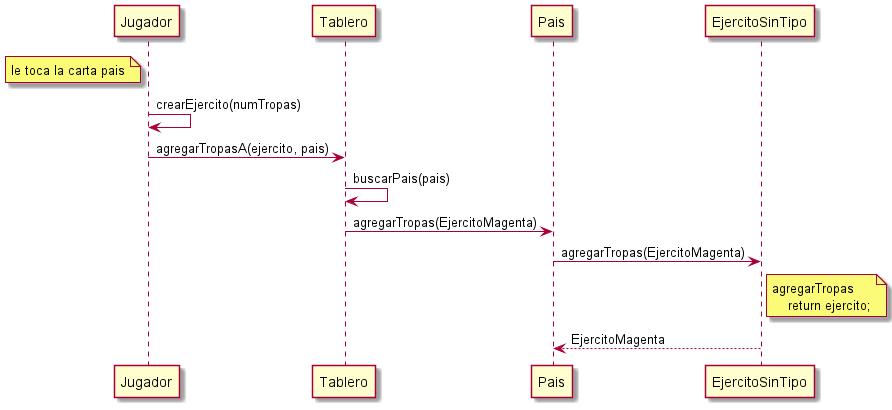 Jugador
Tablero
Pais
EjercitoSinTipo
le toca la carta pais
crearEjercito(numTropas)
agregarTropasA(ejercito, pais)
buscarPais(pais)
agregarTropas(EjercitoMagenta)
agregarTropas(EjercitoMagenta)
agregarTropas
return ejercito;
EjercitoMagenta
Jugador
Tablero
Pais
EjercitoSinTipo